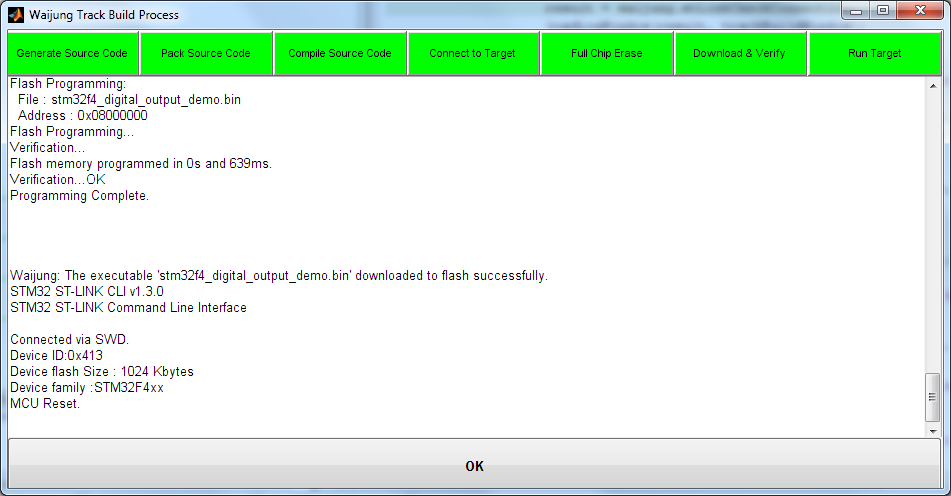 Waijung Track Build Process
Generate Source Code
Pack Source Code
Compile Source Code
Connect to Target
Full Chip Erase
Download & Verify
Run Target
Flash Programming:
File : stm32f4_digital_output_demo.bin
Address : 0x08000000
Flash Programming...
Verification...
Flash memory programmed in 0s and 639ms.
Verification...OK
Programming Complete.
Waijung: The executable 'stm32f4_digital_output_demo.bin' downloaded to flash successfully.
STM32 ST-LINK CLI v1.3.0
STM32 ST-LINK Command Line Interface
Connected via SWD.
Device ID:0x413
Device flash Size : 1024 Kbytes
Device family :STM32F4xx
MCU Reset.
OK